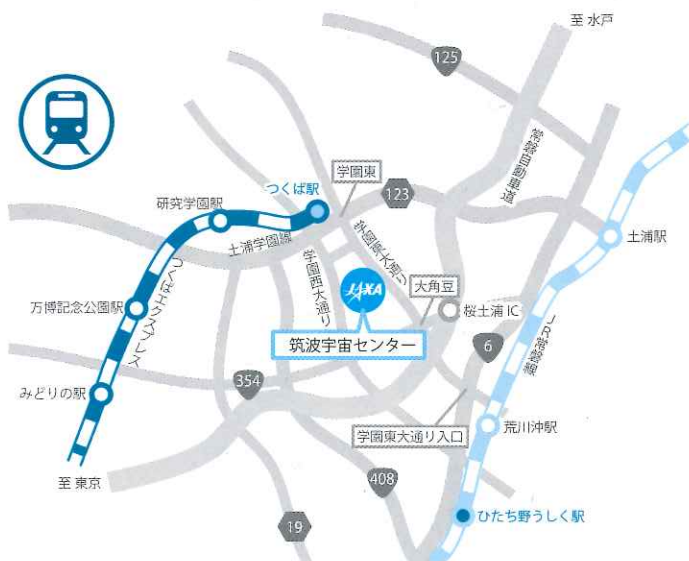 至 水戸
125
常磐自動車道
学園東
つくば駅
123
研究学園駅
土浦学園線
土浦駅
学園東大通り
学園西大通り
つくばエクスプレス
JAXA
大角豆
万博記念公園駅
桜土浦 IC
筑波宇宙センター
6
JR常磐線
354
みどりの駅
荒川沖駅
学園東大通り入口
至 東京
408
19
ひたち野うしく駅